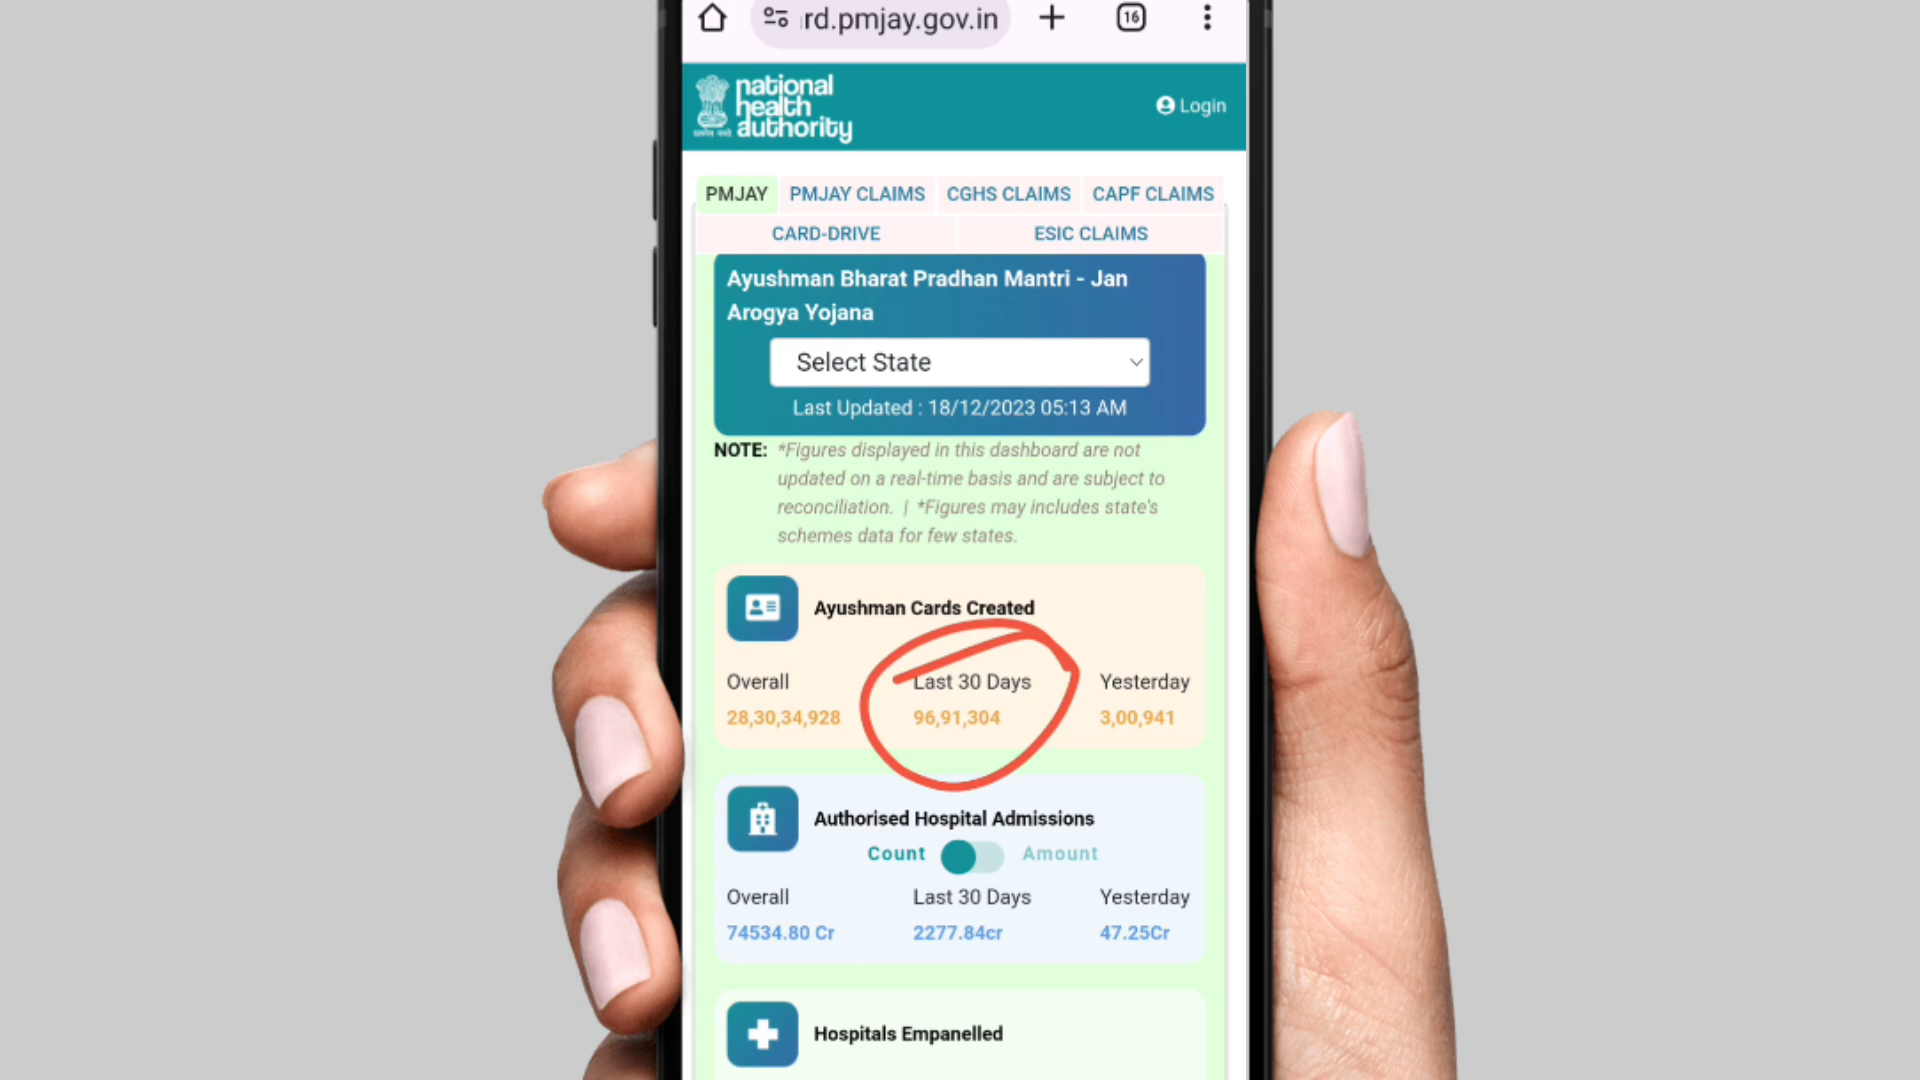 rd.pmjay.gov.in
16
national
health
authority
Login
PMJAY
PMJAY CLAIMS
CGHS CLAIMS
CAPF CLAIMS
CARD-DRIVE
ESIC CLAIMS
Ayushman Bharat Pradhan Mantri - Jan
Arogya Yojana
Select State
Last Updated : 18/12/2023 05:13 AM
NOTE: *Figures displayed in this dashboard are not
updated on a real-time basis and are subject to
reconciliation. | *Figures may includes state's
schemes data for few states.
Ayushman Cards Created
Overall Last 30 Days Yesterday
28,30,34,928 96,91,304 3,00,941
Authorised Hospital Admissions
Count Amount
Overall Last 30 Days Yesterday
74534.80 Cr 2277.84cr 47.25Cr
Hospitals Empanelled